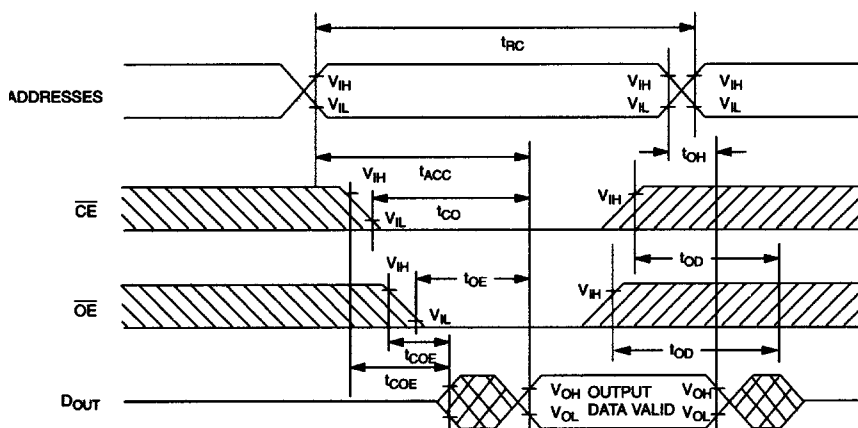 tRC
ADDRESSES VIH VIH VIH
VIL VIL VIL
tOH
VIH tACC
CE VIL tCO VIH
tOD
VIH tOE VIH
OE VIL
tCOE tOD
tCOE
DOUT VOH OUTPUT VOH
VOL DATA VALID VOL